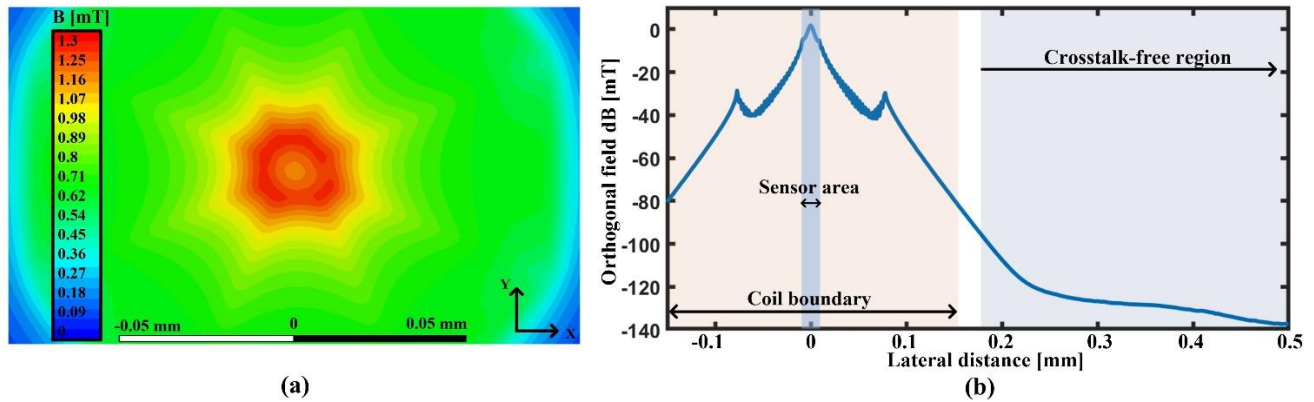 B [mT]
1.3
1.25
1.16
1.07
0.98
0.89
0.8
0.71
0.62
0.54
0.45
0.36
0.27
0.18
0.09
0
-0.05 mm 0 0.05 mm
Y
X
(a)
Orthogonal field dB [mT]
0
-20
-40
-60
-80
-100
-120
-140
Crosstalk-free region
Sensor area
Coil boundary
-0.1 0 0.1 0.2 0.3 0.4 0.5
Lateral distance [mm]
(b)